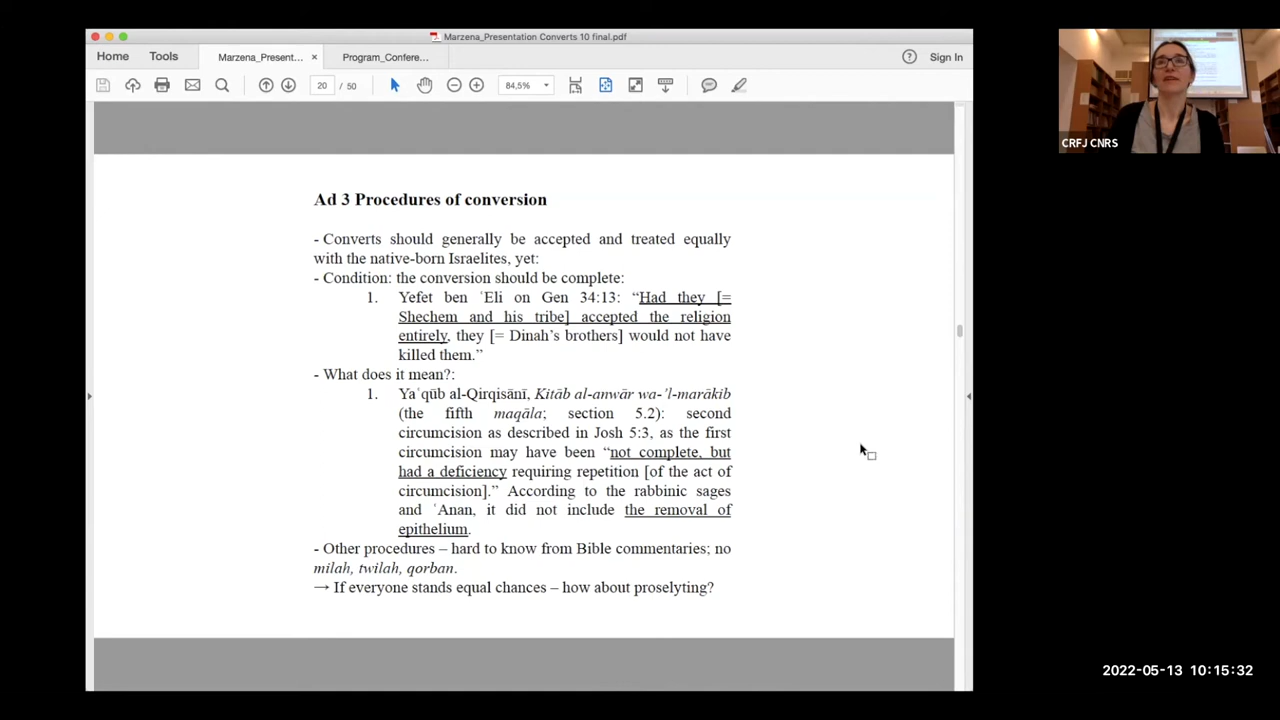 Marzena_Presentation Converts 10 final.pdf
Home Tools Marzena_Present... × Program_Confere... Sign In
20 / 50 84,5%
CRFJ CNRS
Ad 3 Procedures of conversion
- Converts should generally be accepted and treated equally
with the native-born Israelites, yet:
- Condition: the conversion should be complete:
1. Yefet ben ʿEli on Gen 34:13: “Had they [=
Shechem and his tribe] accepted the religion
entirely, they [= Dinah’s brothers] would not have
killed them.”
- What does it mean?:
1. Yaʿqūb al-Qirqisānī, Kitāb al-anwār wa-’l-marākib
(the fifth maqāla; section 5.2): second
circumcision as described in Josh 5:3, as the first
circumcision may have been “not complete, but
had a deficiency requiring repetition [of the act of
circumcision].” According to the rabbinic sages
and ʿAnan, it did not include the removal of
epithelium.
- Other procedures – hard to know from Bible commentaries; no
milah, twilah, qorban.
→ If everyone stands equal chances – how about proselyting?
2022-05-13 10:15:32